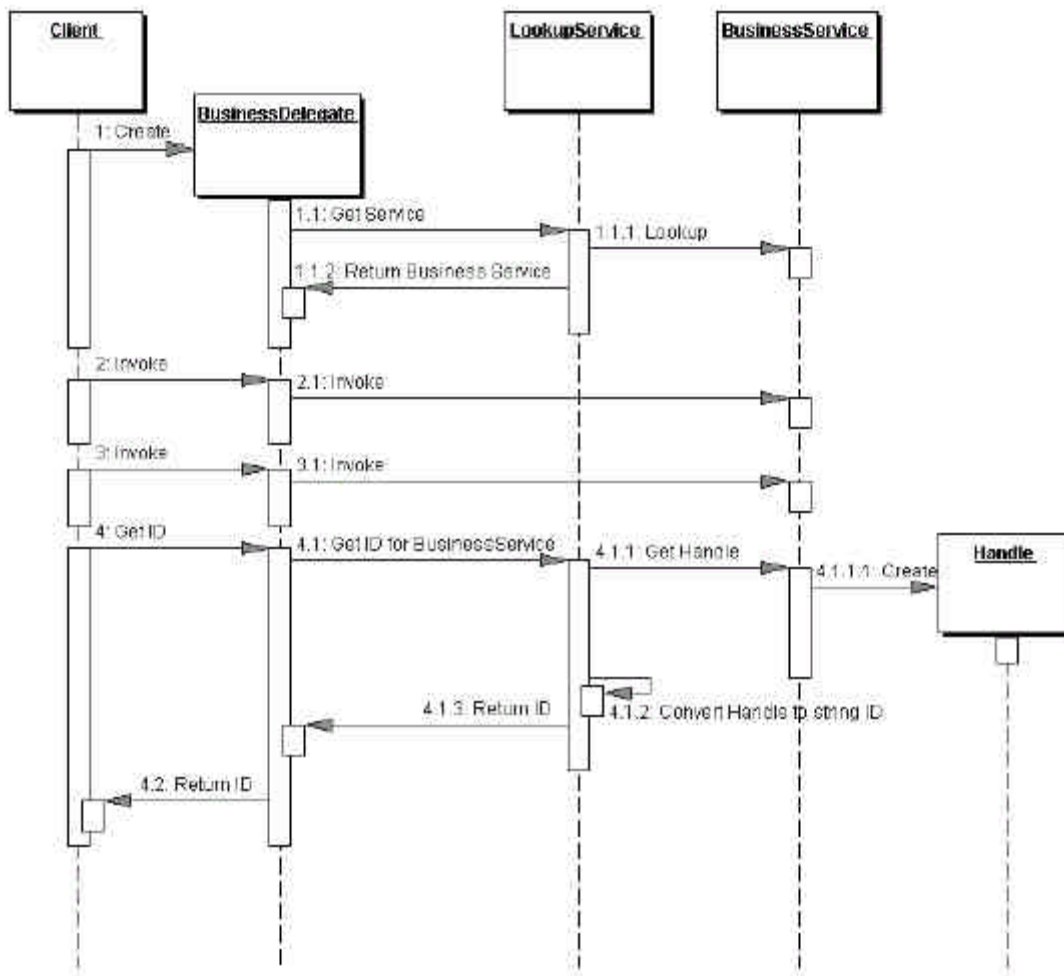 Client
LookupService
BusinessService
BusinessDelegate
1: Create
1.1: Get Service
1.1.1: Lookup
1.1.2: Return Business Service
2: Invoke
2.1: Invoke
3: Invoke
3.1: Invoke
4: Get ID
4.1: Get ID for BusinessService
4.1.1: Get Handle
Handle
4.1.1.1: Create
4.1.2: Convert Handle to string ID
4.1.3: Return ID
4.2: Return ID